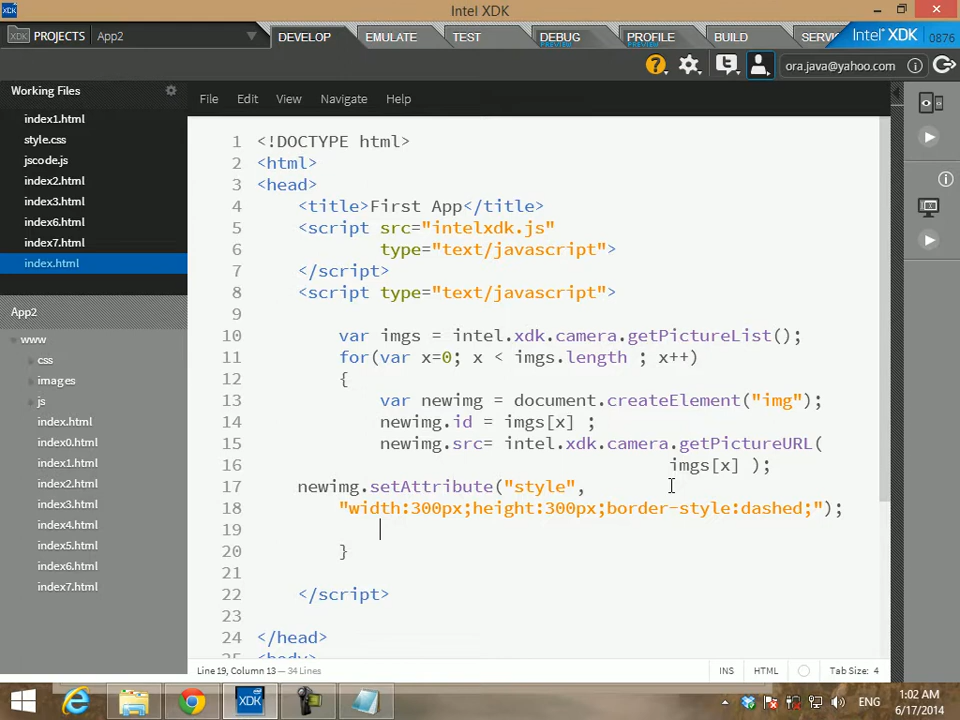 Intel XDK
PROJECTS App2
DEVELOP EMULATE TEST DEBUG PROFILE BUILD Intel® XDK 0876
PREVIEW PREVIEW
ora.java@yahoo.com
Working Files
index1.html
style.css
jscode.js
index2.html
index3.html
index6.html
index7.html
index.html
App2
www
css
images
js
index.html
index0.html
index1.html
index2.html
index3.html
index4.html
index5.html
index6.html
index7.html
File Edit View Navigate Help
1 <!DOCTYPE html>
2 <html>
3 <head>
4 <title>First App</title>
5 <script src="intelxdk.js"
6 type="text/javascript">
7 </script>
8 <script type="text/javascript">
9
10 var imgs = intel.xdk.camera.getPictureList();
11 for(var x=0; x < imgs.length ; x++)
12 {
13 var newimg = document.createElement("img");
14 newimg.id = imgs[x] ;
15 newimg.src= intel.xdk.camera.getPictureURL(
16 imgs[x] );
17 newimg.setAttribute("style",
18 "width:300px;height:300px;border-style:dashed;");
19
20 }
21
22 </script>
23
24 </head>
25 <body>
Line 19, Column 13 — 34 Lines
INS HTML Tab Size: 4
XDK ENG
1:02 AM
6/17/2014